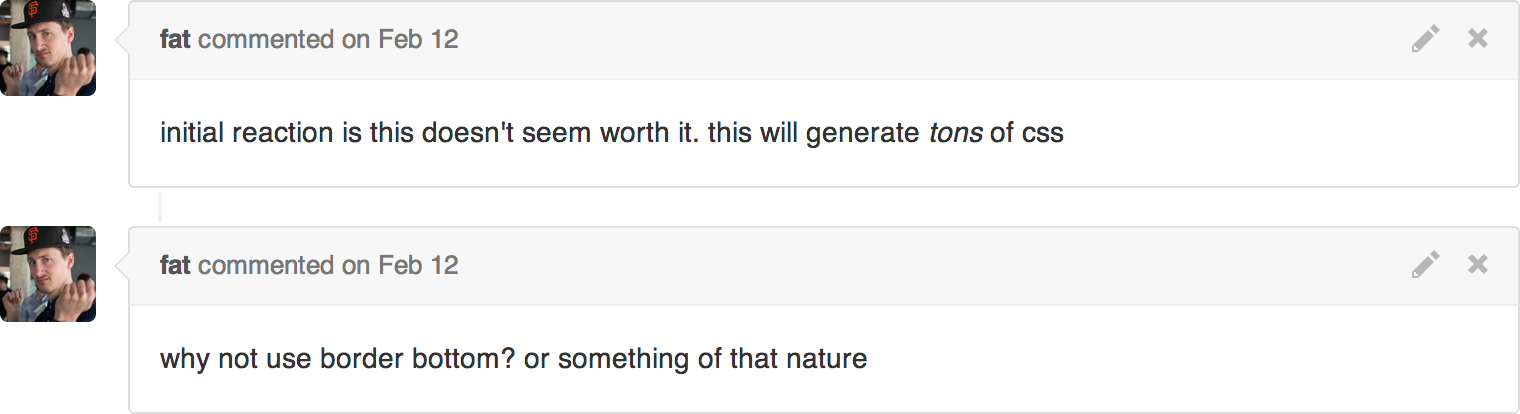 fat commented on Feb 12
initial reaction is this doesn't seem worth it. this will generate tons of css
fat commented on Feb 12
why not use border bottom? or something of that nature